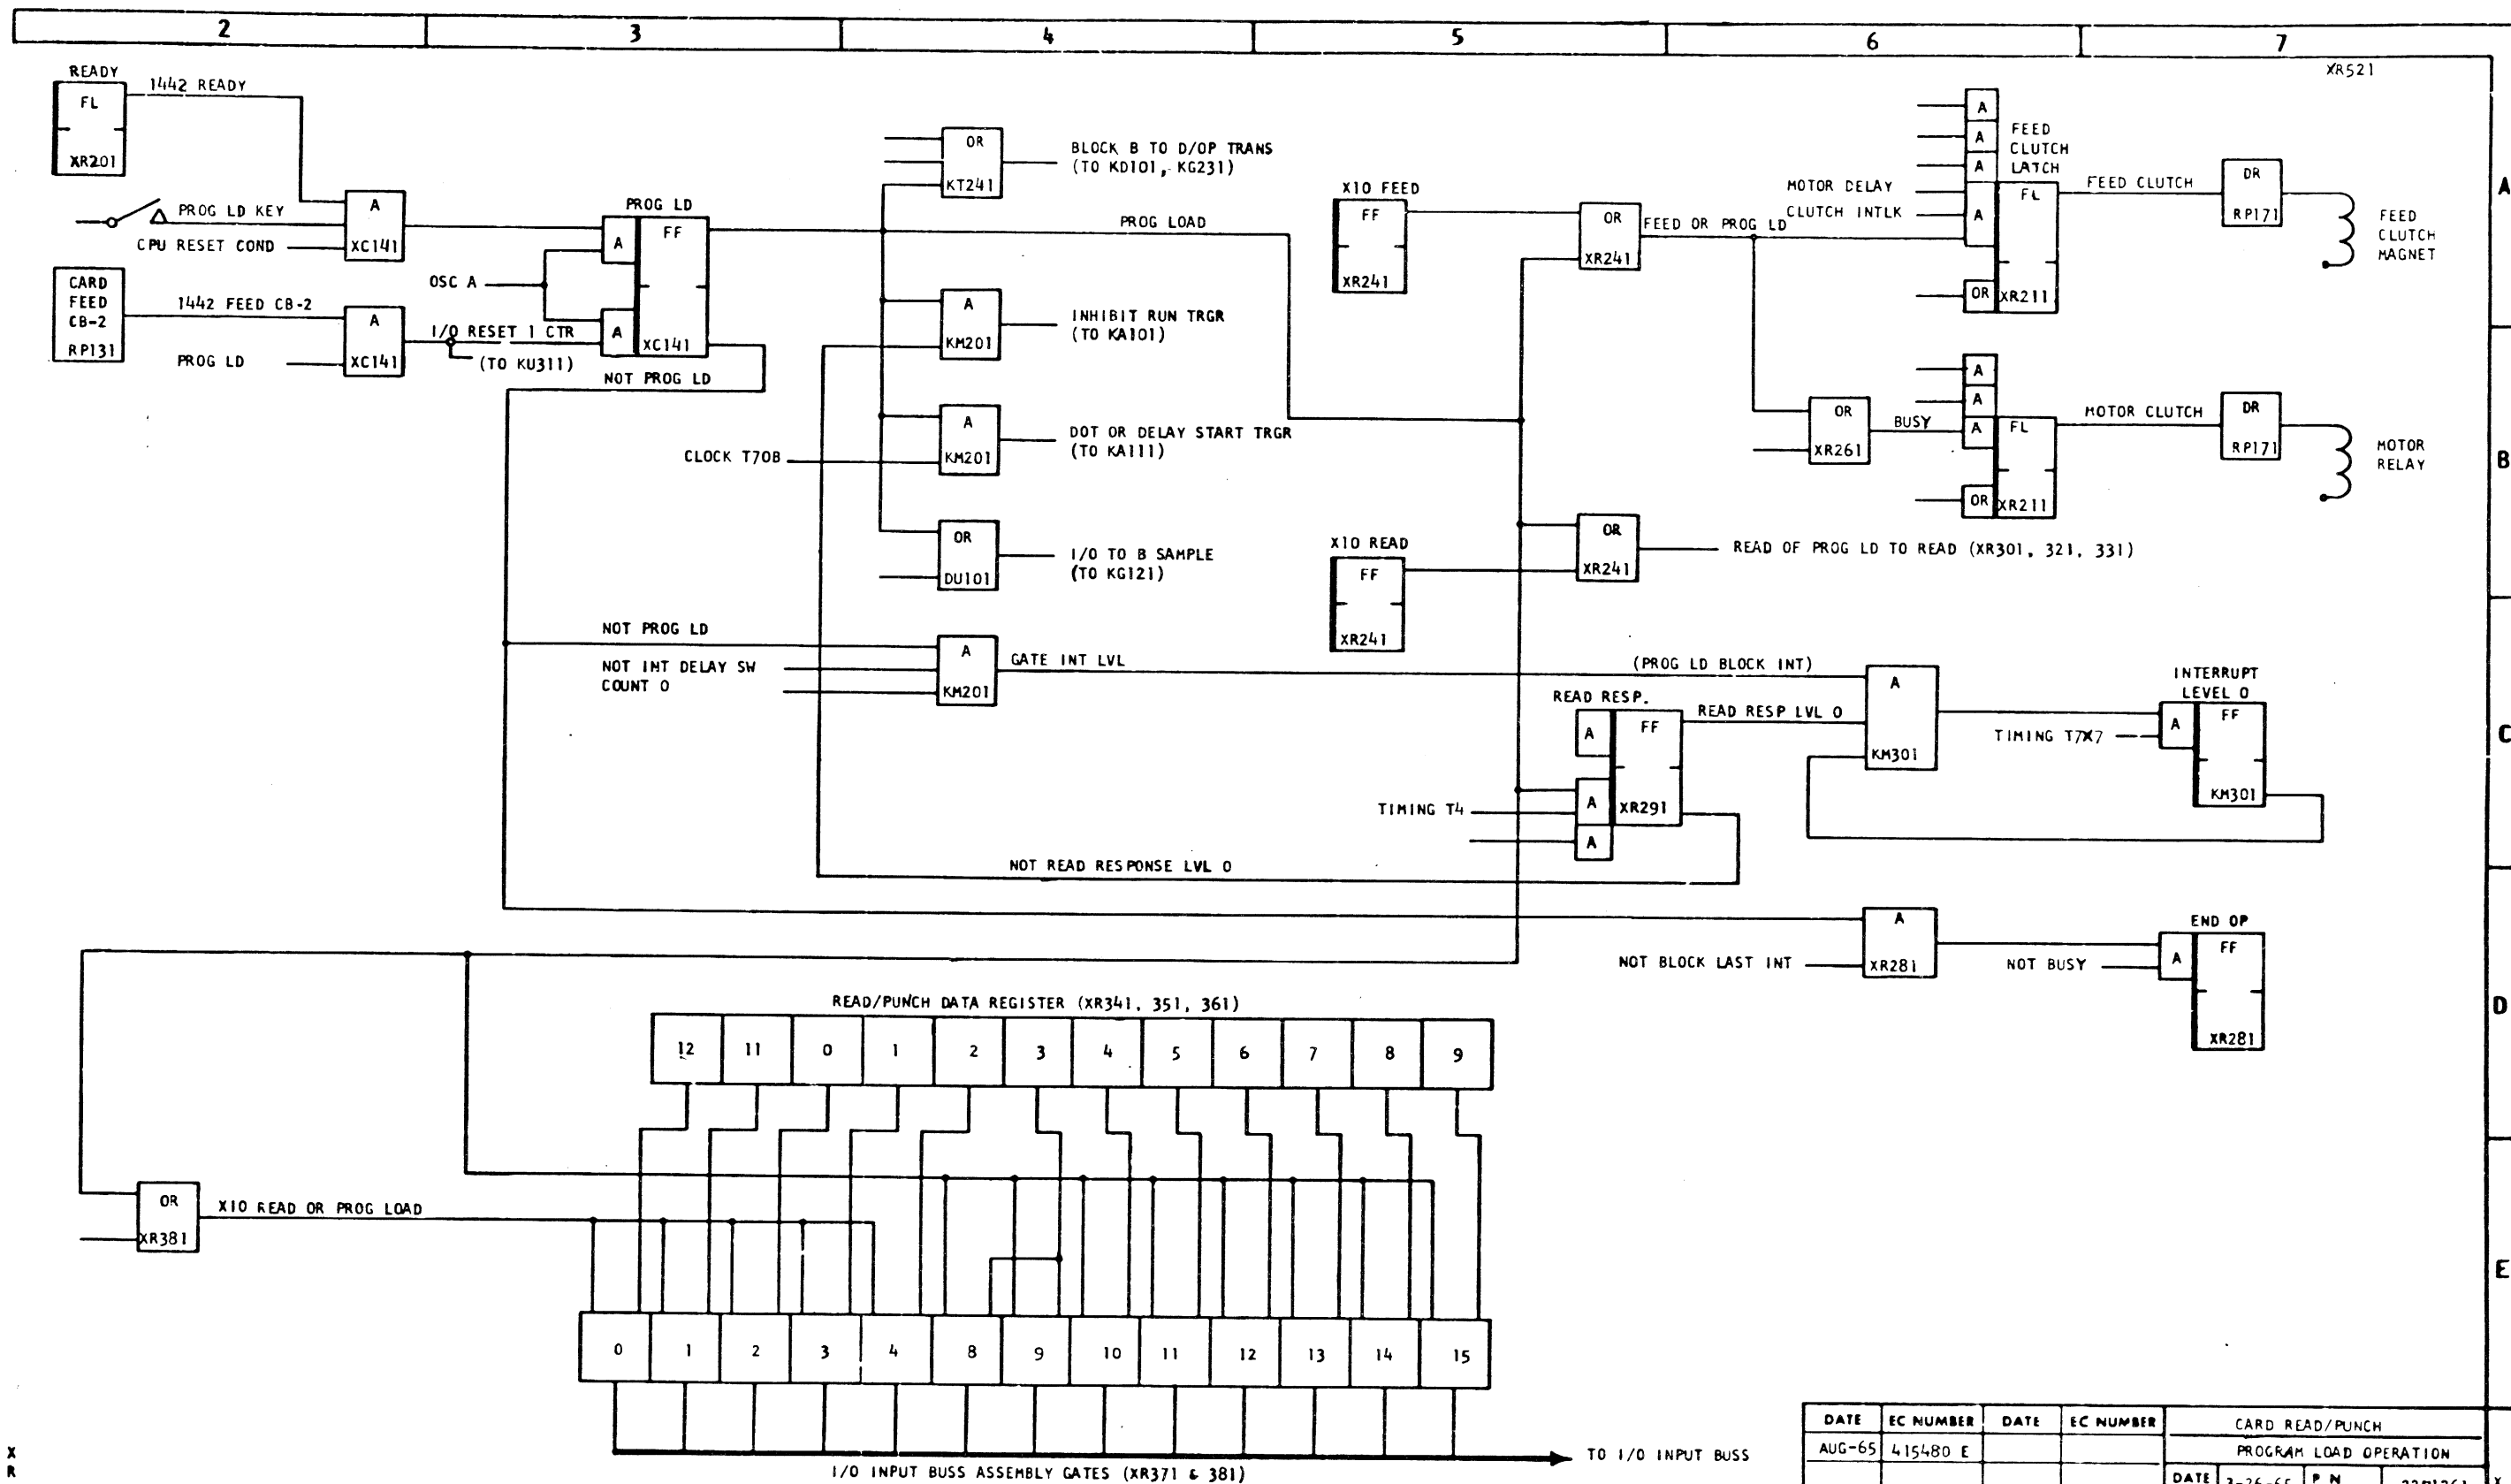 2 3 4 5 6 7
XR521
READY
FL
XR201
1442 READY
PROG LD KEY
CPU RESET COND
A
XC141
CARD
FEED
CB-2
RP131
1442 FEED CB-2
PROG LD
A
XC141
I/O RESET 1 CTR
(TO KU311)
OSC A
PROG LD
A
FF
A
XC141
NOT PROG LD
OR
KT241
BLOCK B TO D/OP TRANS
(TO KD101, KG231)
PROG LOAD
A
KM201
INHIBIT RUN TRGR
(TO KA101)
CLOCK T70B
A
KM201
DOT OR DELAY START TRGR
(TO KA111)
OR
DU101
I/O TO B SAMPLE
(TO KG121)
X10 FEED
FF
XR241
OR
XR241
FEED OR PROG LD
MOTOR DELAY
CLUTCH INTLK
A
A
A
A
FEED
CLUTCH
LATCH
FL
OR
XR211
FEED CLUTCH
DR
RP171
FEED
CLUTCH
MAGNET
A
OR
XR261
BUSY
A
A
A
FL
OR
XR211
MOTOR CLUTCH
DR
RP171
MOTOR
RELAY
B
X10 READ
FF
XR241
OR
XR241
READ OF PROG LD TO READ (XR301, 321, 331)
NOT PROG LD
NOT INT DELAY SW
COUNT 0
A
KM201
GATE INT LVL
(PROG LD BLOCK INT)
READ RESP.
A
FF
TIMING T4
A
XR291
A
READ RESP LVL 0
A
KM301
INTERRUPT
LEVEL 0
TIMING T7X7
A
FF
KM301
C
NOT READ RESPONSE LVL 0
NOT BLOCK LAST INT
A
XR281
NOT BUSY
END OP
A
FF
XR281
D
READ/PUNCH DATA REGISTER (XR341, 351, 361)
12 11 0 1 2 3 4 5 6 7 8 9
OR
XR381
X10 READ OR PROG LOAD
E
0 1 2 3 4 8 9 10 11 12 13 14 15
TO I/O INPUT BUSS
I/O INPUT BUSS ASSEMBLY GATES (XR371 & 381)
X
R
DATE EC NUMBER DATE EC NUMBER CARD READ/PUNCH
AUG-65 415480 E PROGRAM LOAD OPERATION
DATE 3-26-65 P N